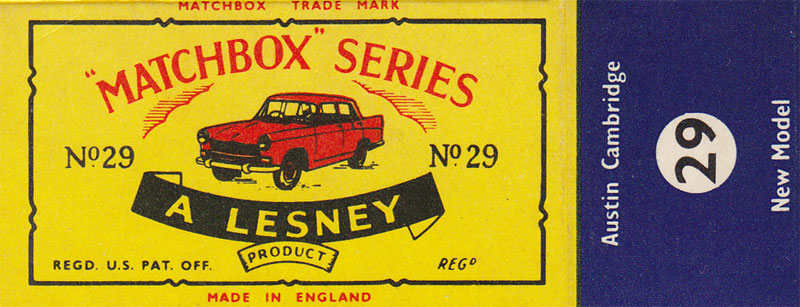 MATCHBOX TRADE MARK
"MATCHBOX" SERIES
Nº29
Nº29
A LESNEY
PRODUCT
REGD. U.S. PAT. OFF.
REGᴰ
MADE IN ENGLAND
Austin Cambridge
29
New Model